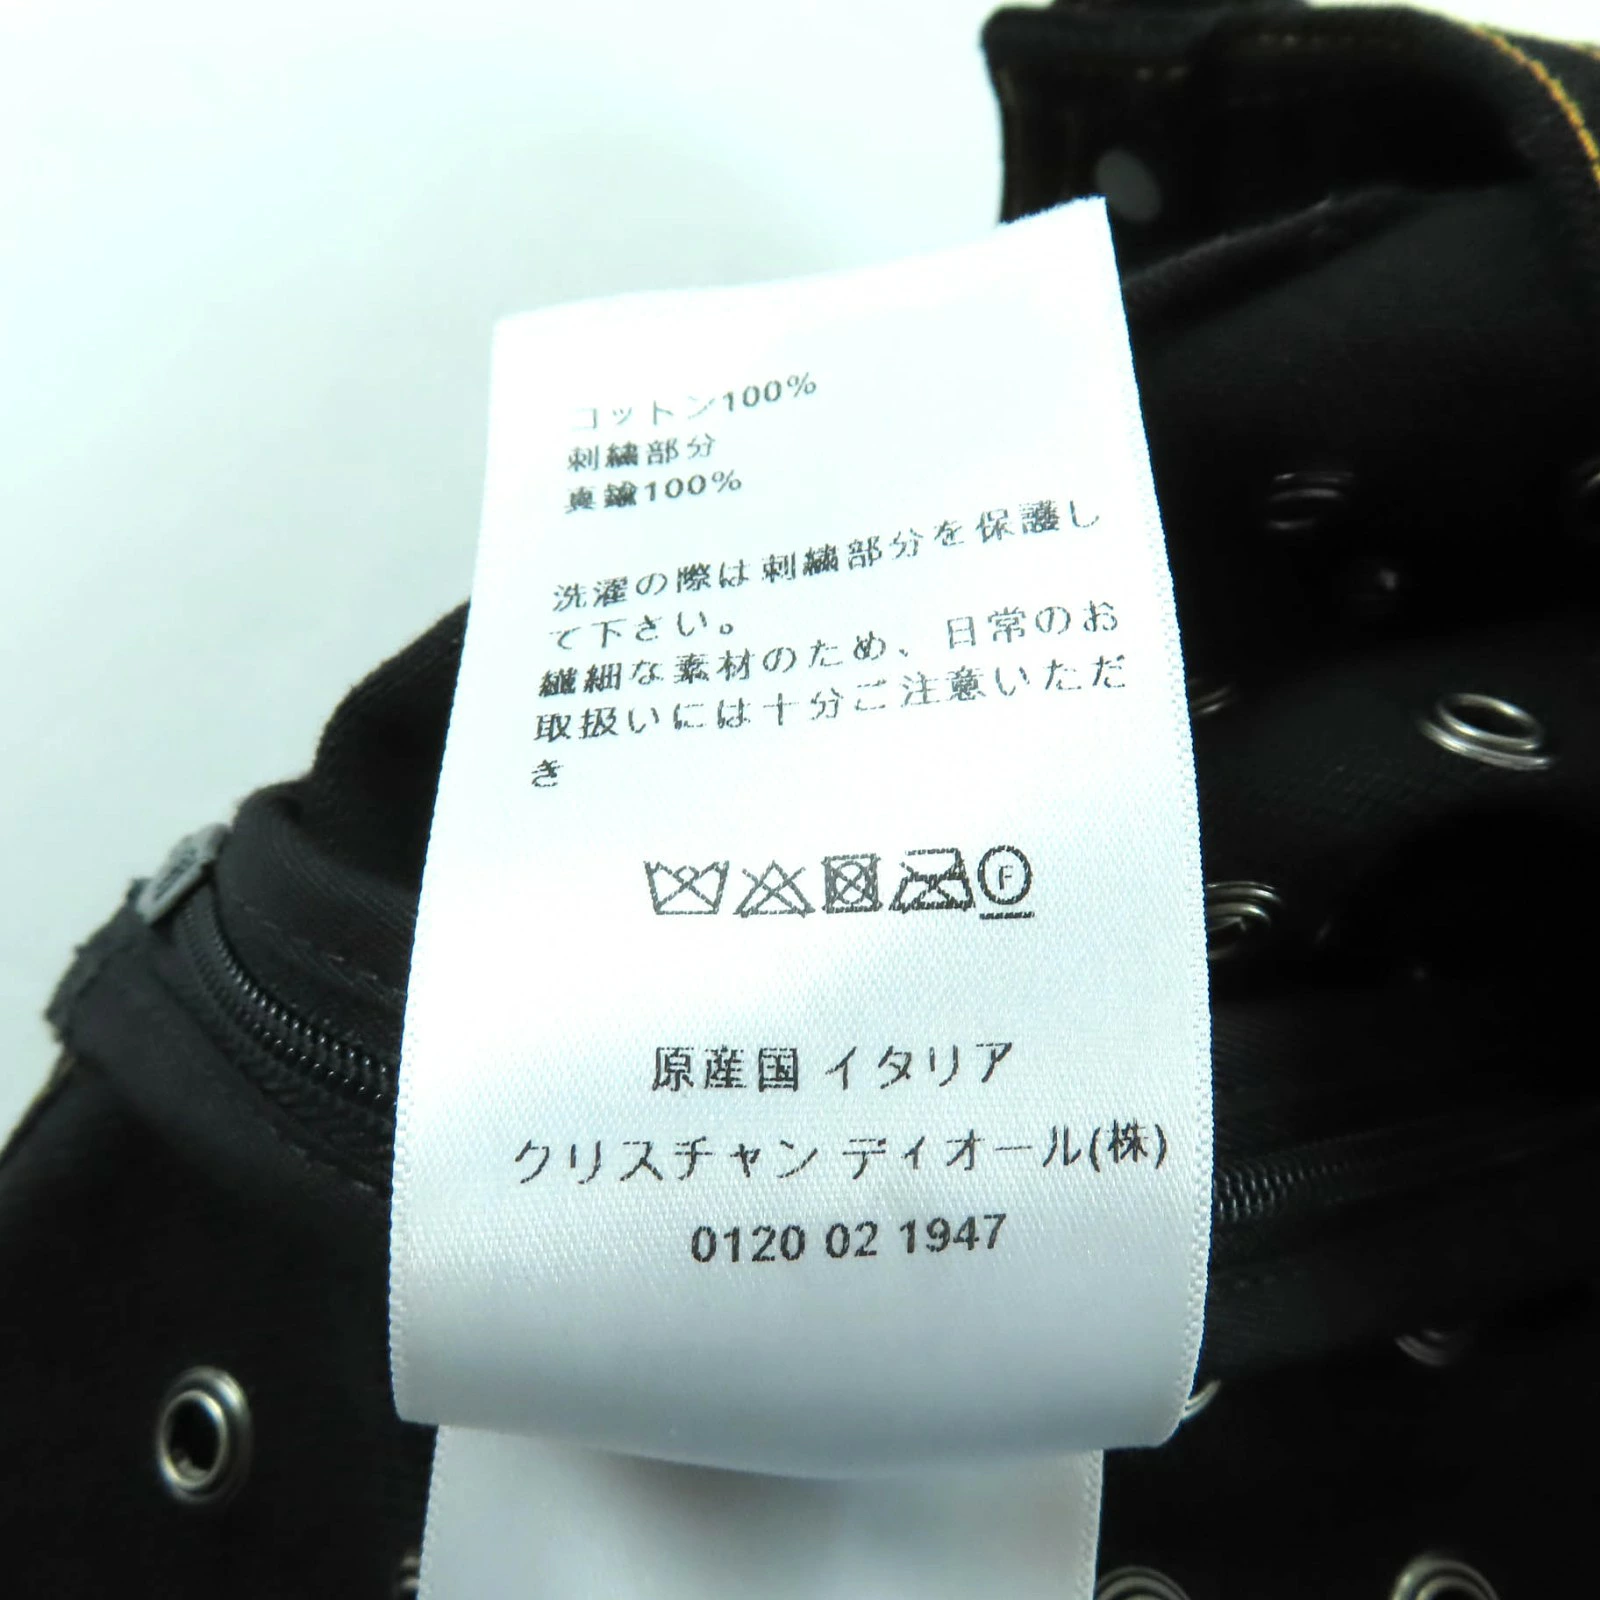 コットン100%
刺繍部分
真鍮100%
洗濯の際は刺繍部分を保護し
て下さい。
繊細な素材のため、日常のお
取扱いには十分ご注意いただ
き
F
原産国 イタリア
クリスチャン ディオール(株)
0120 02 1947